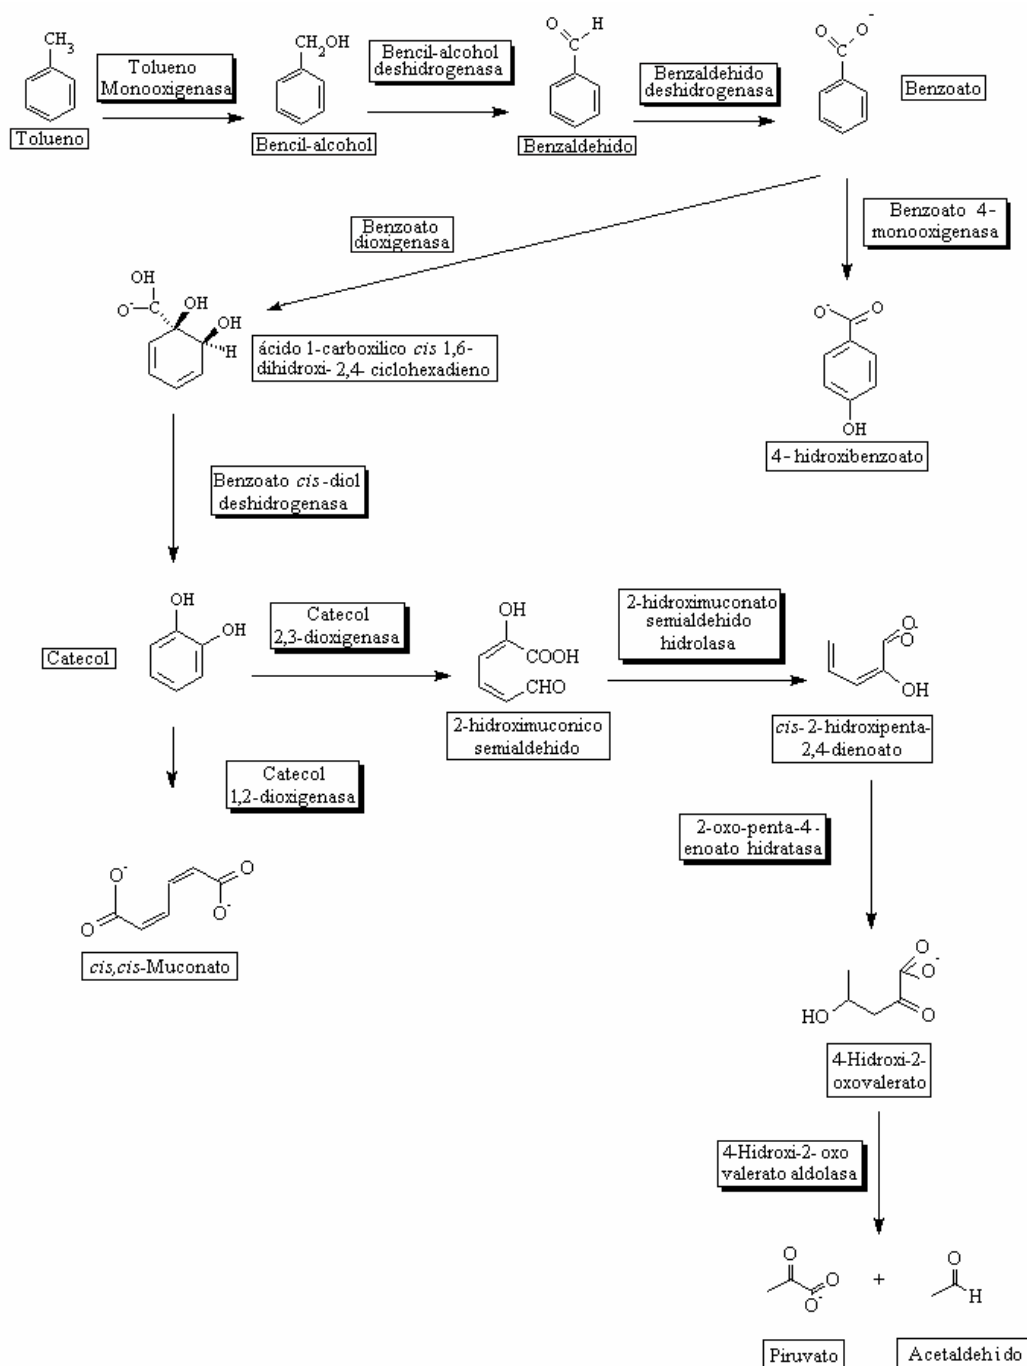 CH3
Tolueno
Monooxigenasa
Tolueno
CH2OH
Bencil-alcohol
Bencil-alcohol
deshidrogenasa
O
H
C
Benzaldehido
Benzaldehido
deshidrogenasa
O
O-
C
Benzoato
Benzoato
dioxigenasa
Benzoato 4-
monooxigenasa
OH
O-
C
OH
OH
H
ácido 1-carboxilico cis 1,6-
dihidroxi- 2,4- ciclohexadieno
O-
O
OH
4- hidroxibenzoato
Benzoato cis-diol
deshidrogenasa
OH
OH
Catecol
Catecol
2,3-dioxigenasa
OH
COOH
CHO
2-hidroximuconico
semialdehido
2-hidroximuconato
semialdehido
hidrolasa
O
O-
OH
cis- 2-hidroxipenta-
2,4-dienoato
Catecol
1,2-dioxigenasa
O-
O
O
O-
cis,cis-Muconato
2-oxo-penta-4-
enoato hidratasa
O
O-
HO
O
4-Hidroxi-2-
oxovalerato
4-Hidroxi-2- oxo
valerato aldolasa
O
O
O-
+
O
H
Piruvato
Acetaldehido